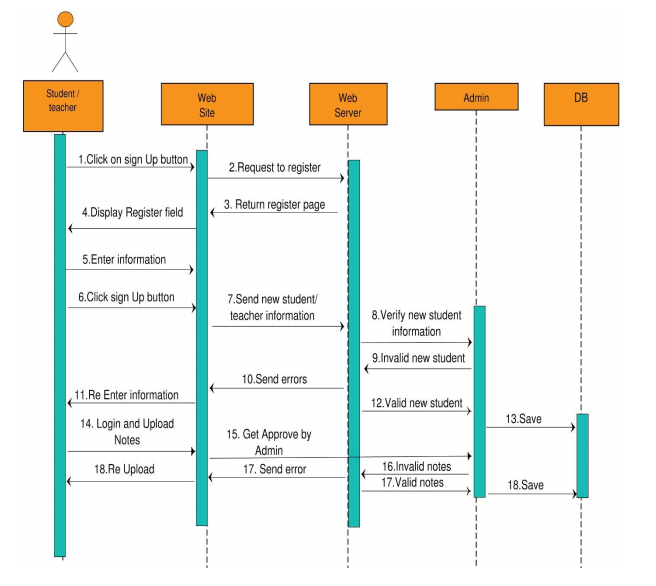 Student /
teacher
Web
Site
Web
Server
Admin
DB
1.Click on sign Up button
2.Request to register
3. Return register page
4.Display Register field
5.Enter information
6.Click sign Up button
7.Send new student/
teacher information
8.Verify new student
information
9.Invalid new student
10.Send errors
11.Re Enter information
12.Valid new student
13.Save
14. Login and Upload
Notes
15. Get Approve by
Admin
16.Invalid notes
17. Send error
18.Re Upload
17.Valid notes
18.Save